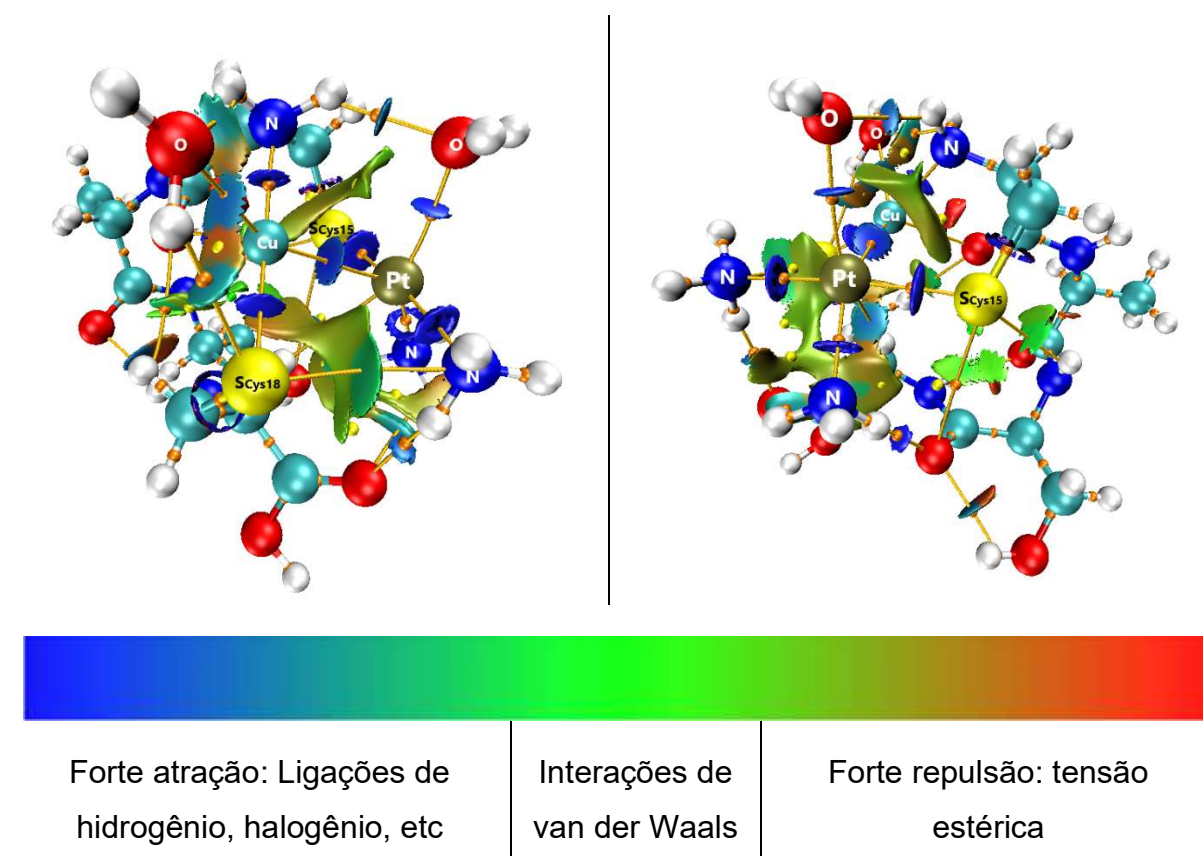 N
O
O
Cu
SCys15
Pt
SCys18
N
N
O
O
N
Cu
N
Pt
SCys15
N
Forte atração: Ligações de
hidrogênio, halogênio, etc
Interações de
van der Waals
Forte repulsão: tensão
estérica